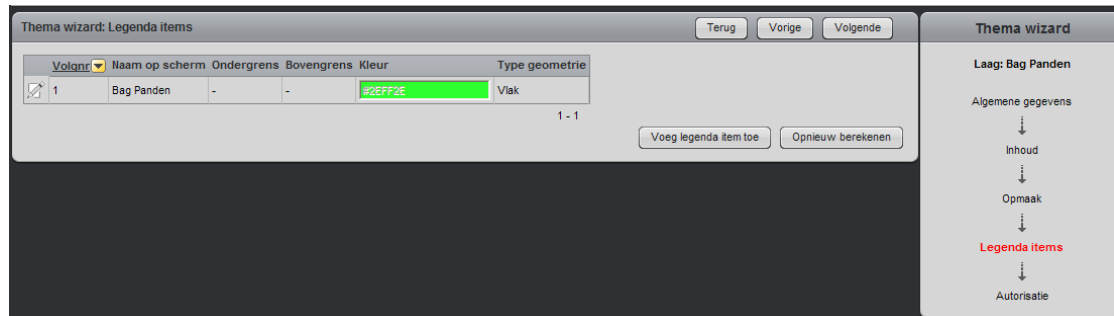 Thema wizard: Legenda items
Terug Vorige Volgende
Volgnr Naam op scherm Ondergrens Bovengrens Kleur Type geometrie
1 Bag Panden - - #2EFF2E Vlak
1 - 1
Voeg legenda item toe Opnieuw berekenen
Thema wizard
Laag: Bag Panden
Algemene gegevens
Inhoud
Opmaak
Legenda items
Autorisatie